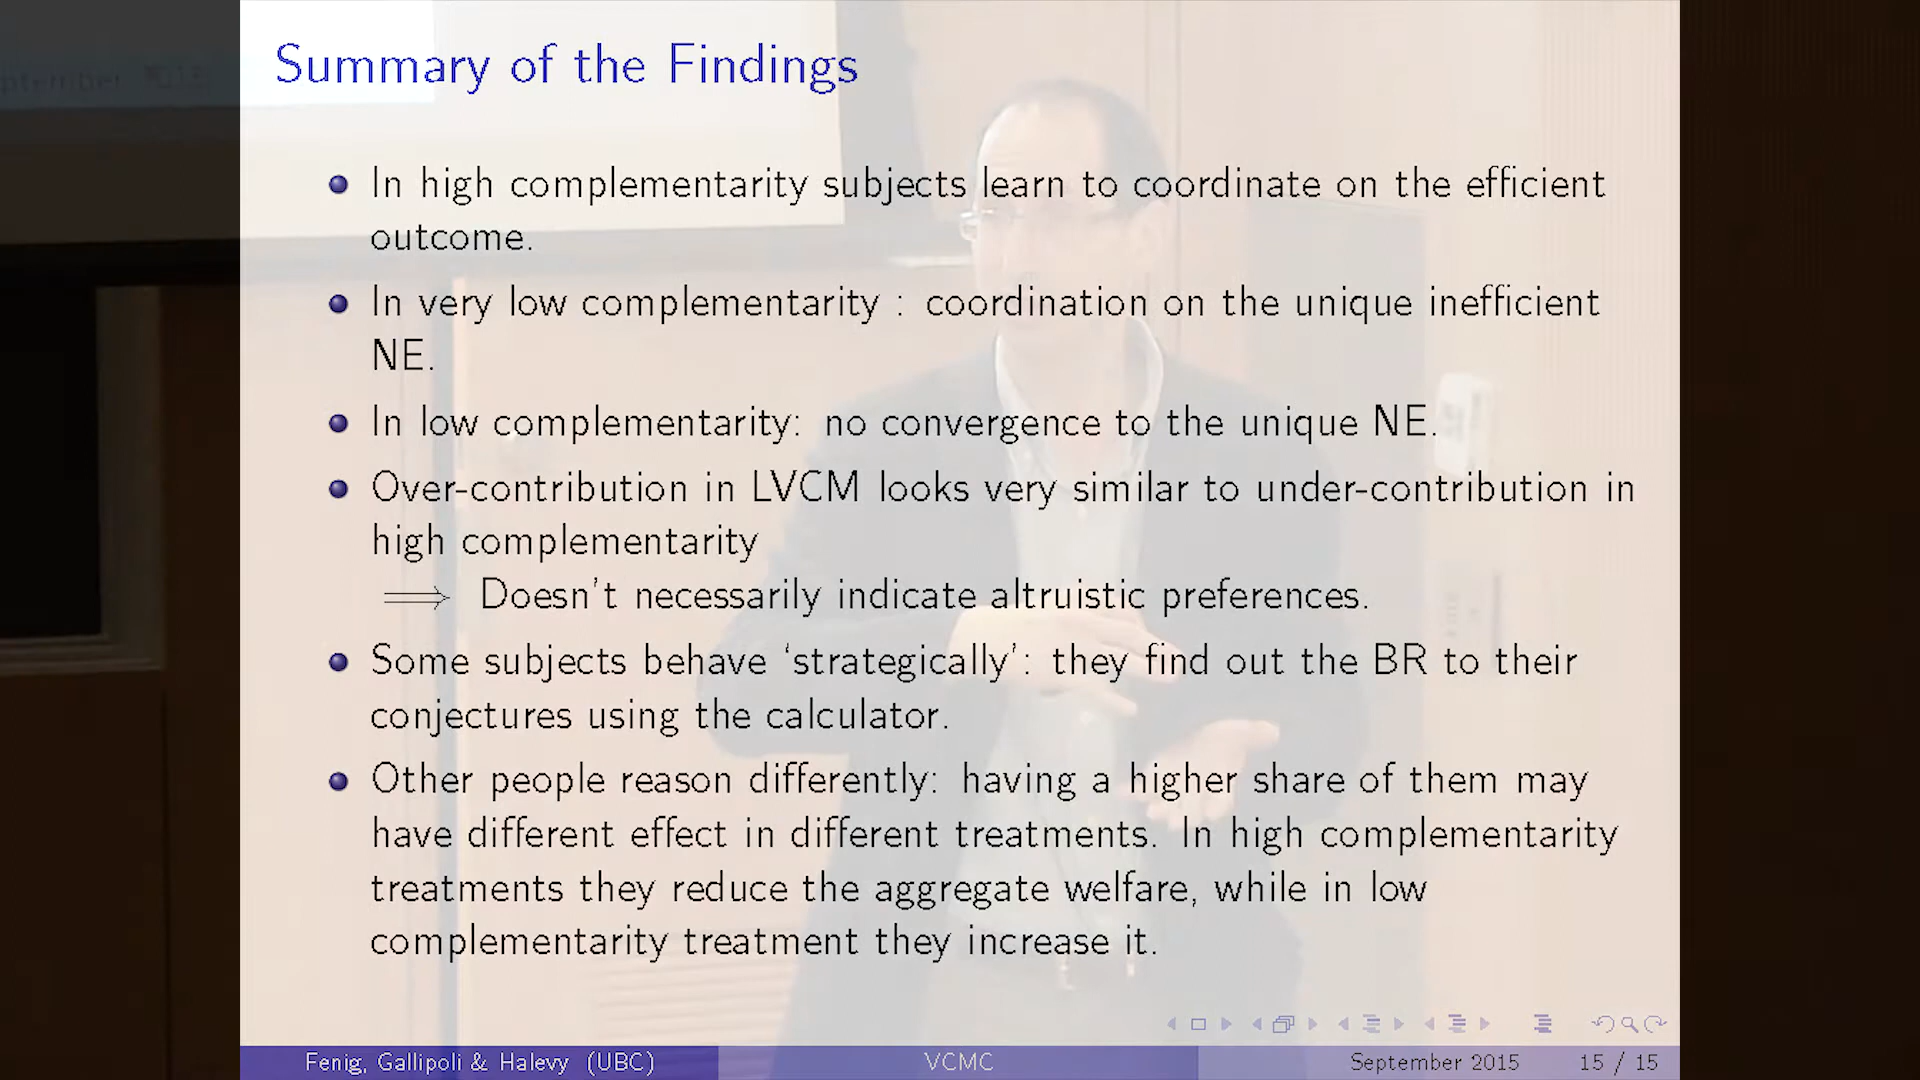 Summary of the Findings
In high complementarity subjects learn to coordinate on the efficient
outcome.
In very low complementarity : coordination on the unique inefficient
NE.
In low complementarity: no convergence to the unique NE.
Over-contribution in LVCM looks very similar to under-contribution in
high complementarity
⟹ Doesn't necessarily indicate altruistic preferences.
Some subjects behave ‘strategically’: they find out the BR to their
conjectures using the calculator.
Other people reason differently: having a higher share of them may
have different effect in different treatments. In high complementarity
treatments they reduce the aggregate welfare, while in low
complementarity treatment they increase it.
Fenig, Gallipoli & Halevy (UBC) VCMC September 2015 15 / 15